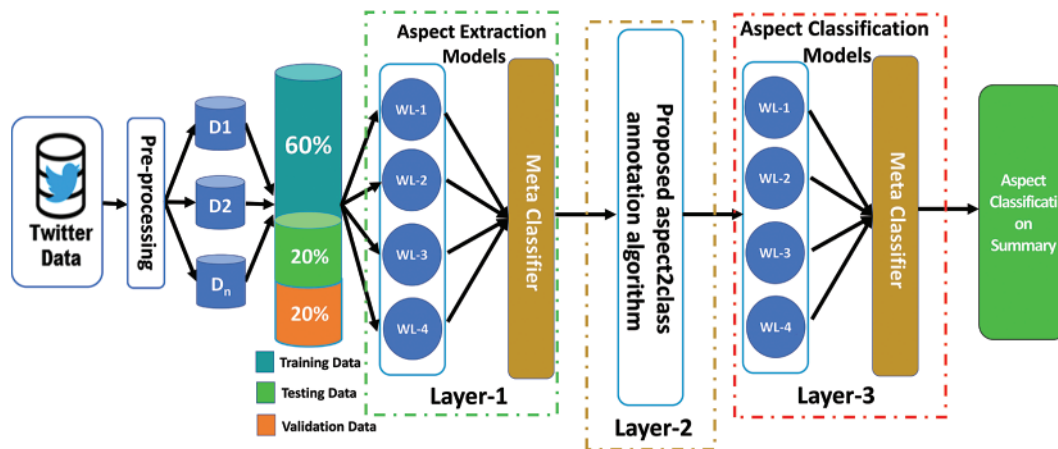 Twitter
Data
Pre-processing
D1
D2
Dn
60%
20%
20%
Training Data
Testing Data
Validation Data
Aspect Extraction
Models
WL-1
WL-2
WL-3
WL-4
Meta Classifier
Layer-1
Proposed aspect2class
annotation algorithm
Layer-2
Aspect Classification
Models
WL-1
WL-2
WL-3
WL-4
Meta Classifier
Layer-3
Aspect
Classificati
on
Summary